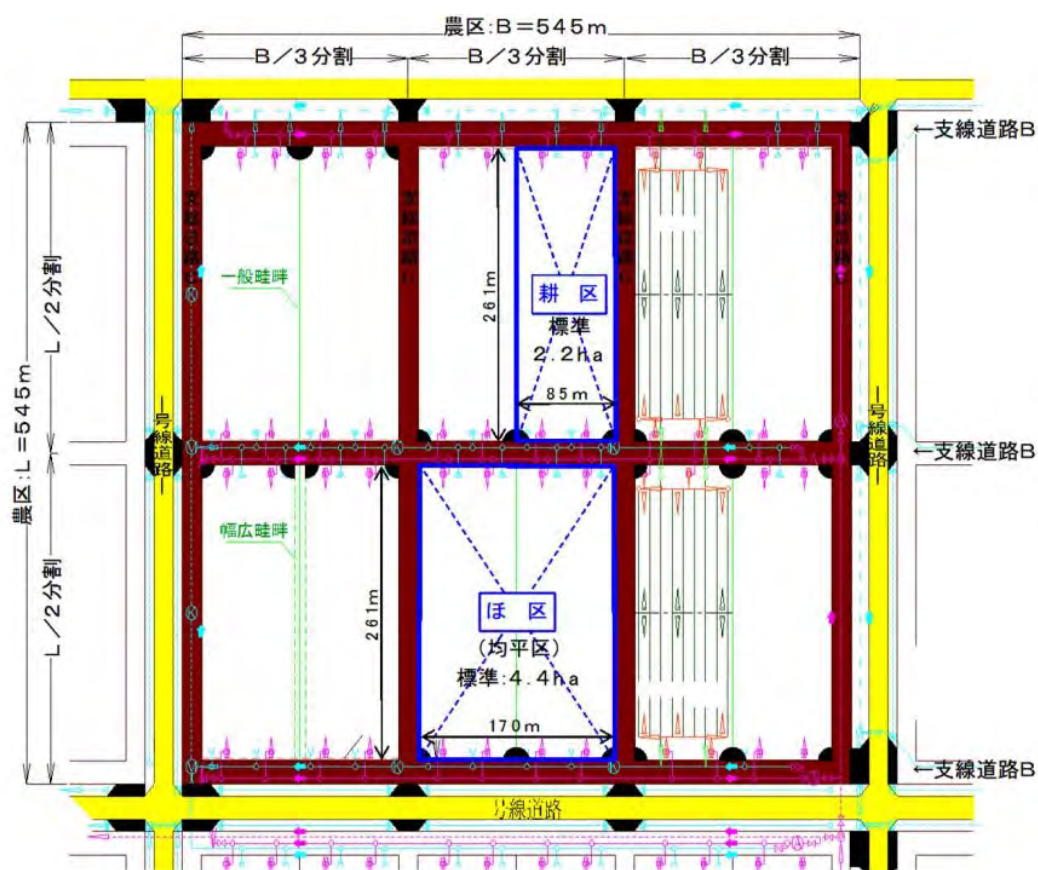 農区:B=545m
B/3分割
B/3分割
B/3分割
←支線道路B
農区:L=545m
L/2分割
一般畦畔
261m
耕 区
標準
2.2ha
85m
号線道路
号線道路
←支線道路B
L/2分割
幅広畦畔
261m
ほ 区
(均平区)
標準:4.4ha
170m
←支線道路B
号線道路